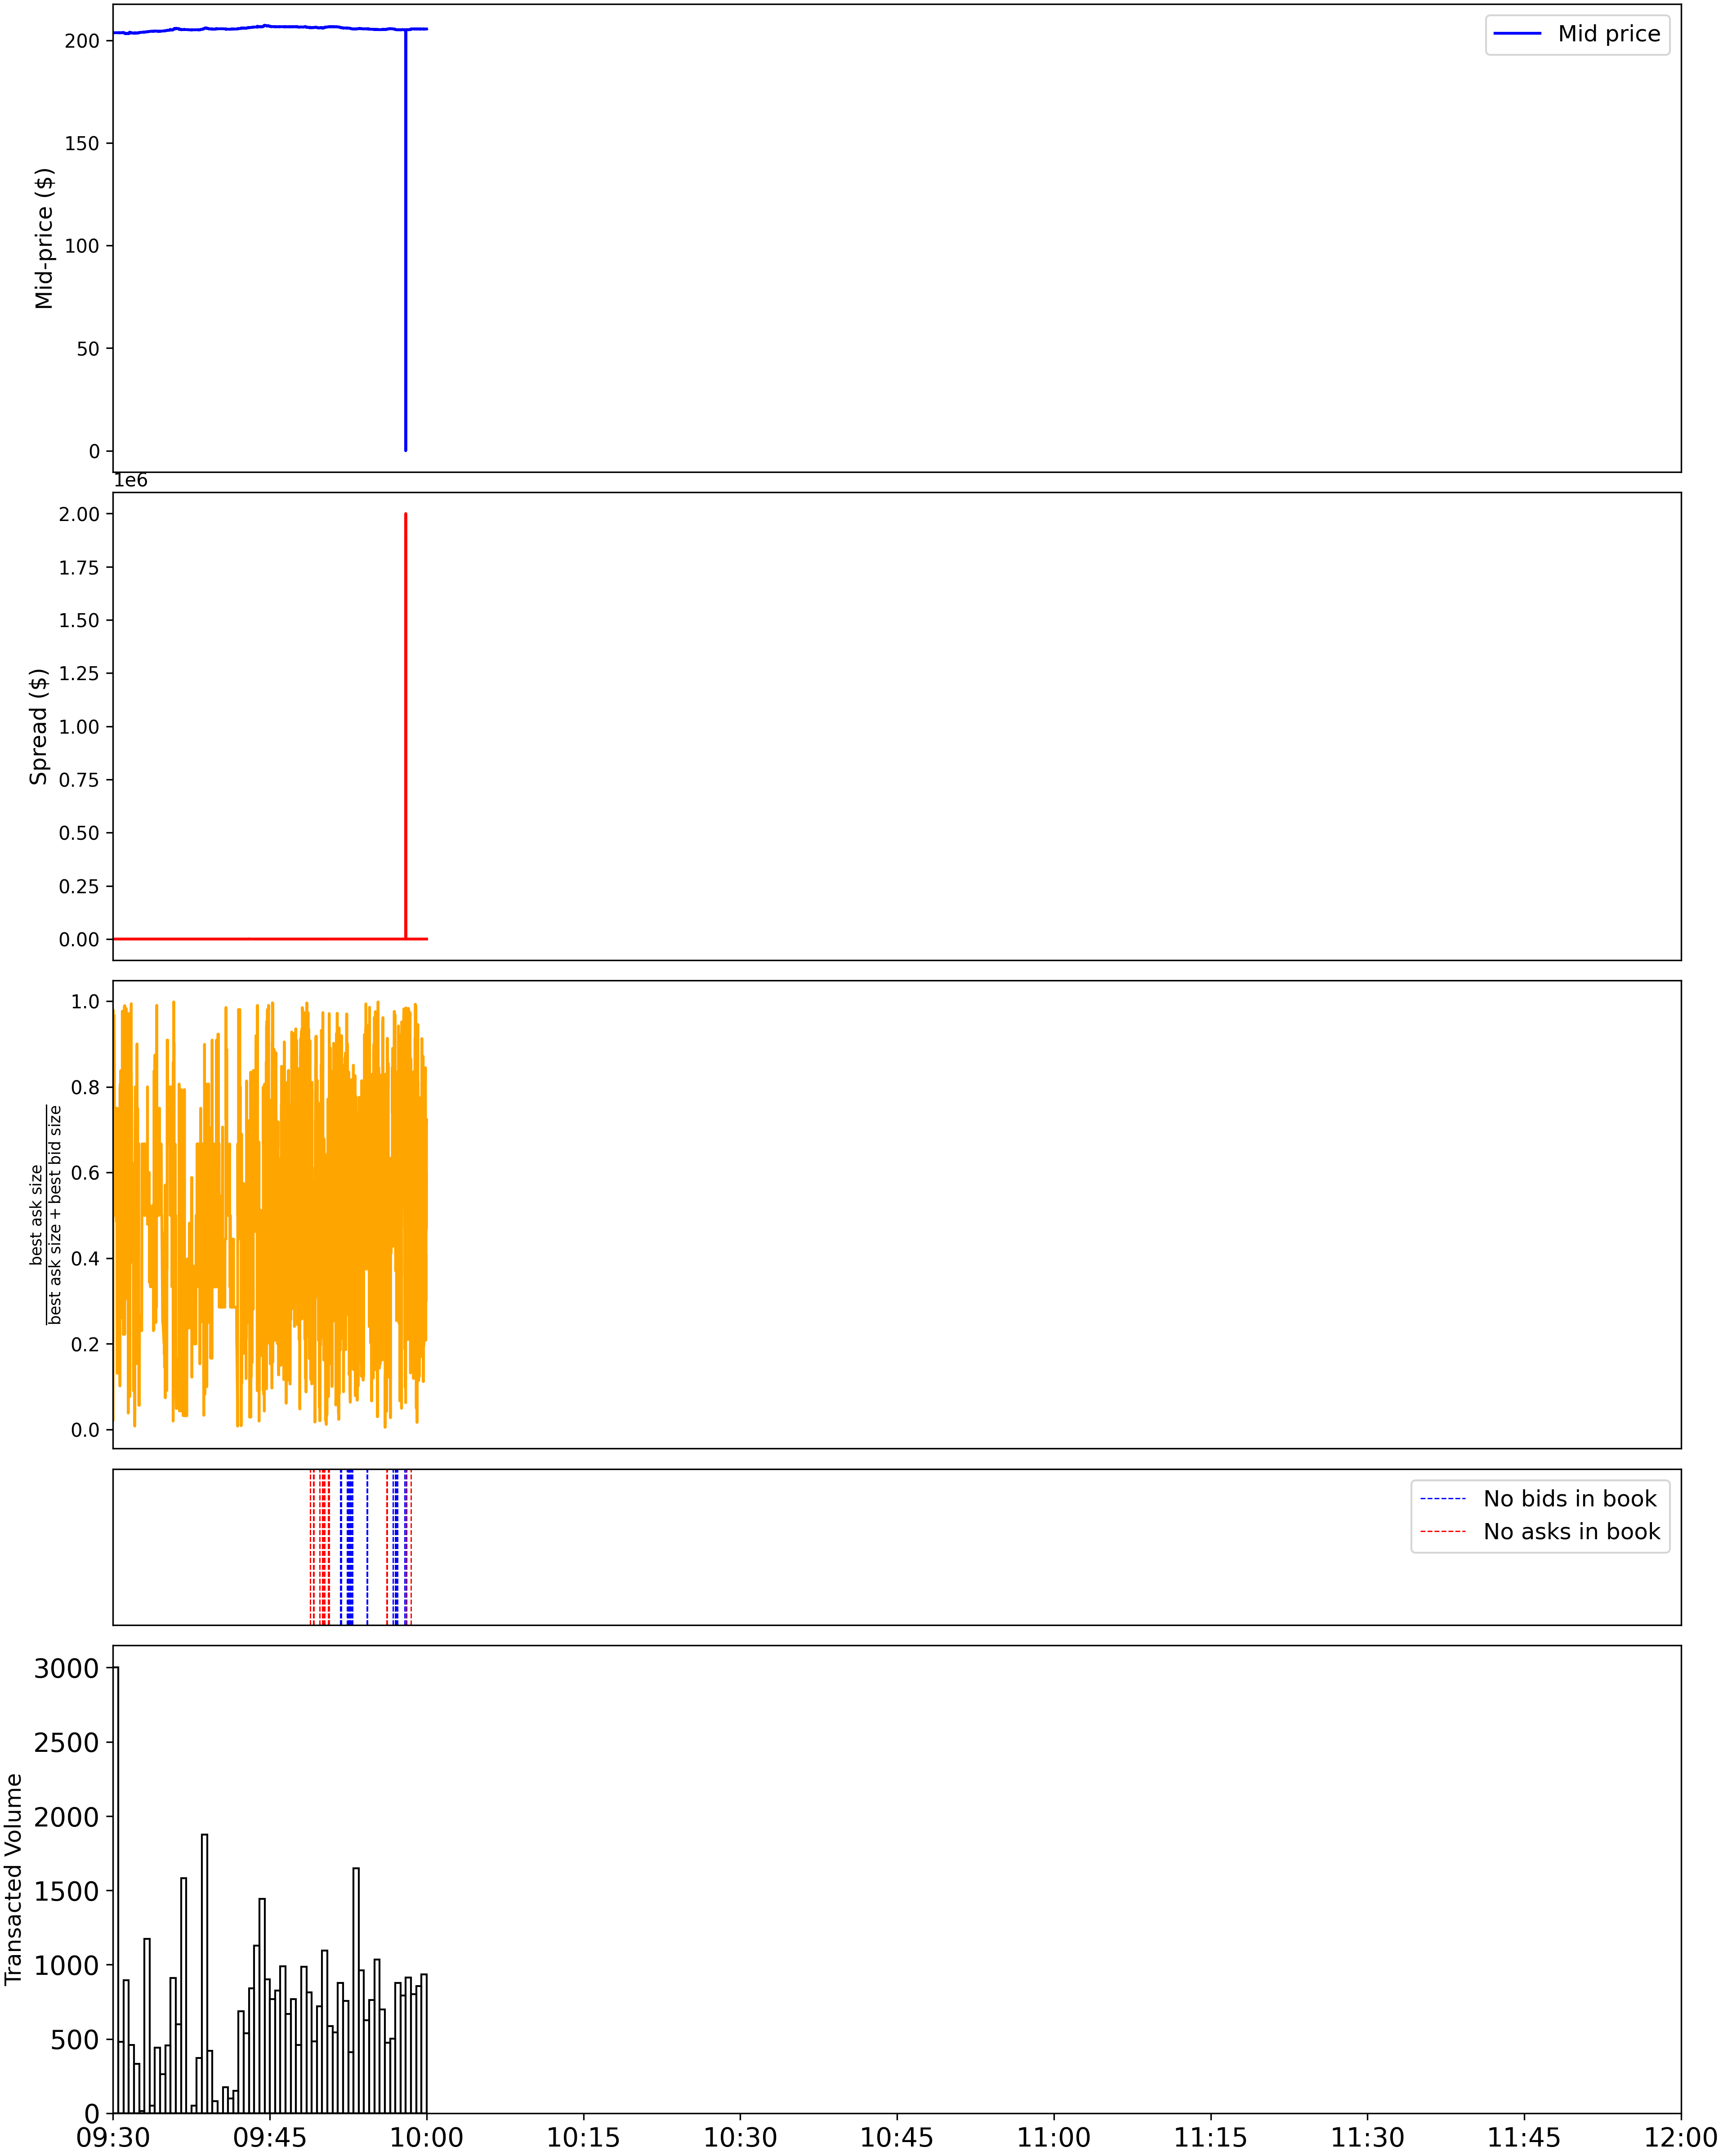 Mid price
200
150
100
50
0
Mid-price ($)
1e6
2.00
1.75
1.50
1.25
1.00
0.75
0.50
0.25
0.00
Spread ($)
1.0
0.8
0.6
0.4
0.2
0.0
best ask size
best ask size + best bid size
No bids in book
No asks in book
3000
2500
2000
1500
1000
500
0
Transacted Volume
09:30 09:45 10:00 10:15 10:30 10:45 11:00 11:15 11:30 11:45 12:00